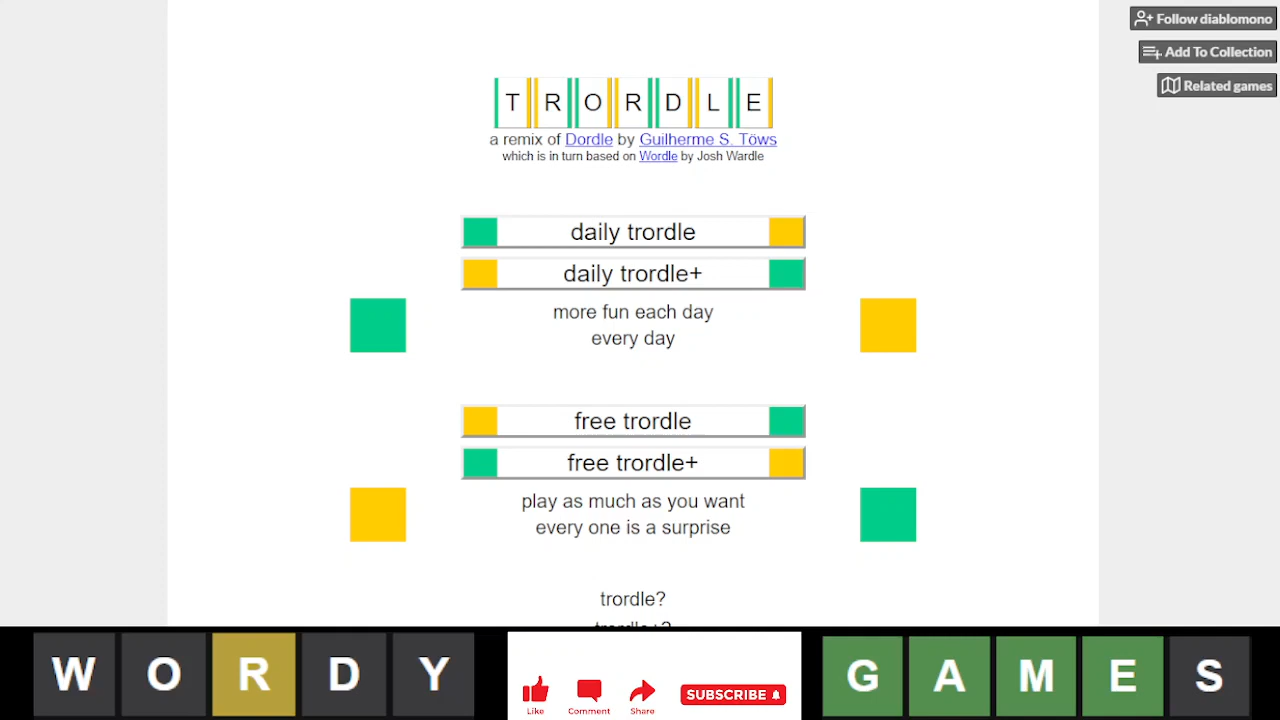 Follow diablomono
Add To Collection
Related games
TRORDLE
a remix of Dordle by Guilherme S. Töws
which is in turn based on Wordle by Josh Wardle
daily trordle
daily trordle+
more fun each day
every day
free trordle
free trordle+
play as much as you want
every one is a surprise
trordle?
trordle+?
WORDY
Like
Comment
Share
SUBSCRIBE
GAMES